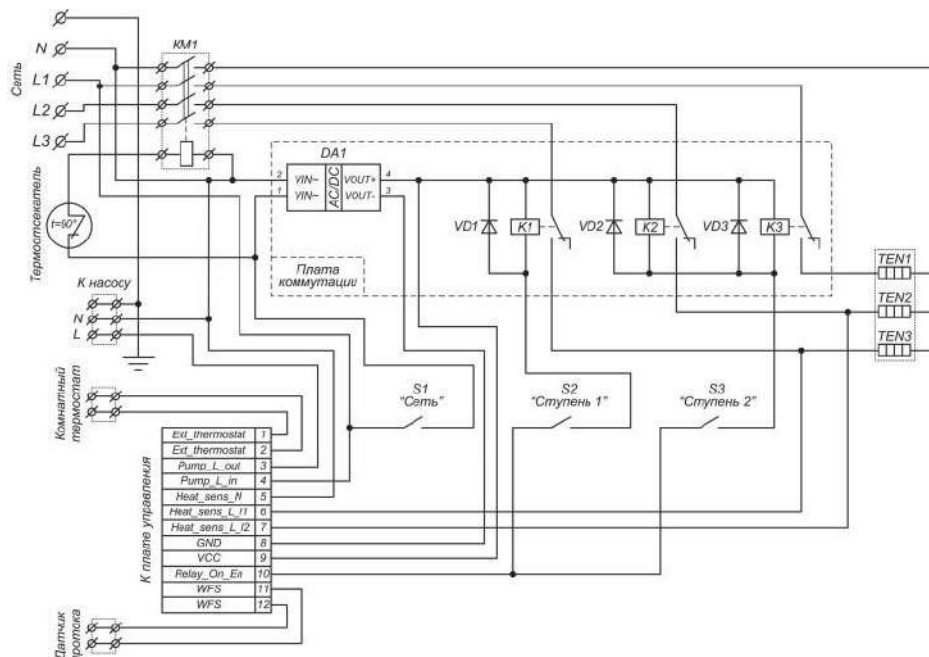 Сеть
N
L1
L2
L3
KM1
Термоотсекатель
t=90°
DA1
2
1
VIN~
VIN~
AC/DC
VOUT+
VOUT-
4
3
Плата
коммутации
VD1
K1
VD2
K2
VD3
K3
TEN1
TEN2
TEN3
К насосу
N
L
Комнатный
термостат
S1
"Сеть"
S2
"Ступень 1"
S3
"Ступень 2"
К плате управления
Ext_thermostat 1
Ext_thermostat 2
Pump_L_out 3
Pump_L_in 4
Heat_sens_N 5
Heat_sens_L_l1 6
Heat_sens_L_l2 7
GND 8
VCC 9
Relay_On_En 10
WFS 11
WFS 12
Датчик
протока